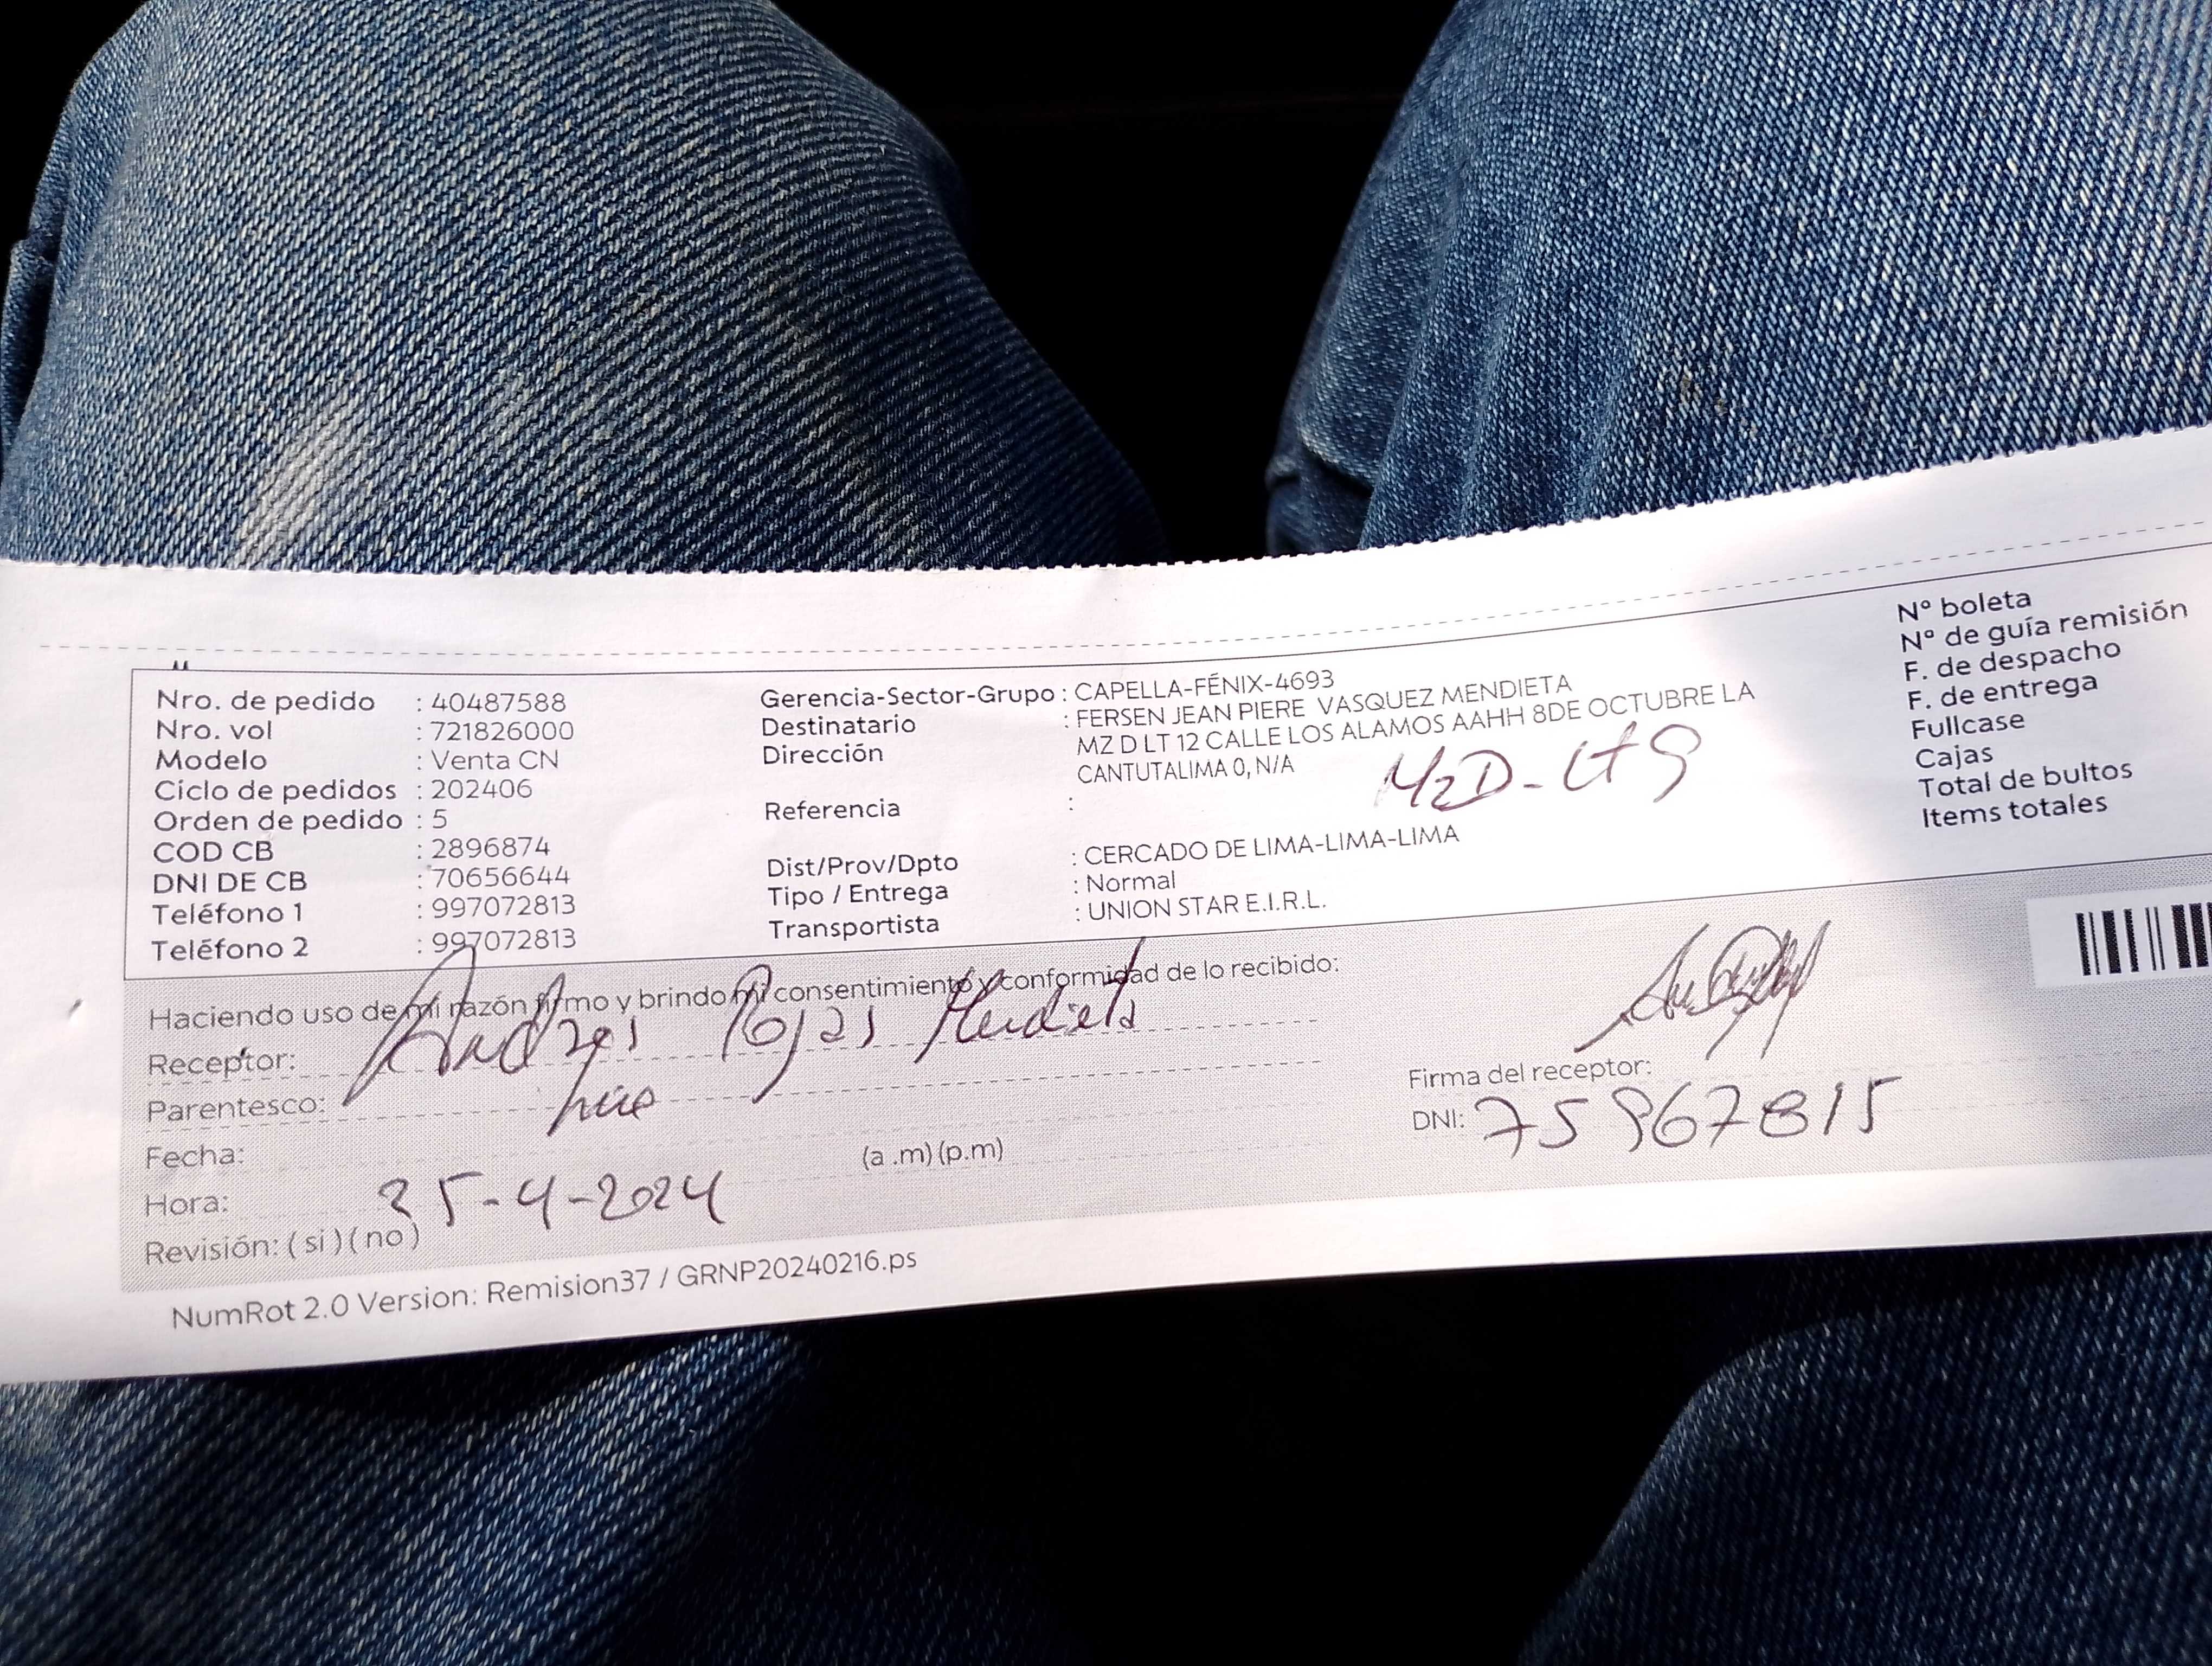 Nro. de pedido : 40487588
Nro. vol : 721826000
Modelo : Venta CN
Ciclo de pedidos : 202406
Orden de pedido : 5
COD CB : 2896874
DNI DE CB : 70656644
Teléfono 1 : 997072813
Teléfono 2 : 997072813
Gerencia-Sector-Grupo : CAPELLA-FÉNIX-4693
Destinatario : FERSEN JEAN PIERE VASQUEZ MENDIETA
Dirección MZ D LT 12 CALLE LOS ALAMOS AAHH 8DE OCTUBRE LA
CANTUTALIMA 0, N/A
MzD-Lt9
Referencia :
Dist/Prov/Dpto : CERCADO DE LIMA-LIMA-LIMA
Tipo / Entrega : Normal
Transportista : UNION STAR E.I.R.L.
Nº boleta
Nº de guía remisión
F. de despacho
F. de entrega
Fullcase
Cajas
Total de bultos
Items totales
Haciendo uso de mi razón firmo y brindo mi consentimiento y conformidad de lo recibido:
Receptor: Andres Rojas Mendieta
Parentesco:
Fecha:
(a .m) (p.m)
Hora: 25-4-2024
Revisión: ( si ) ( no )
Firma del receptor:
DNI: 75967815
NumRot 2.0 Version: Remision37 / GRNP20240216.ps